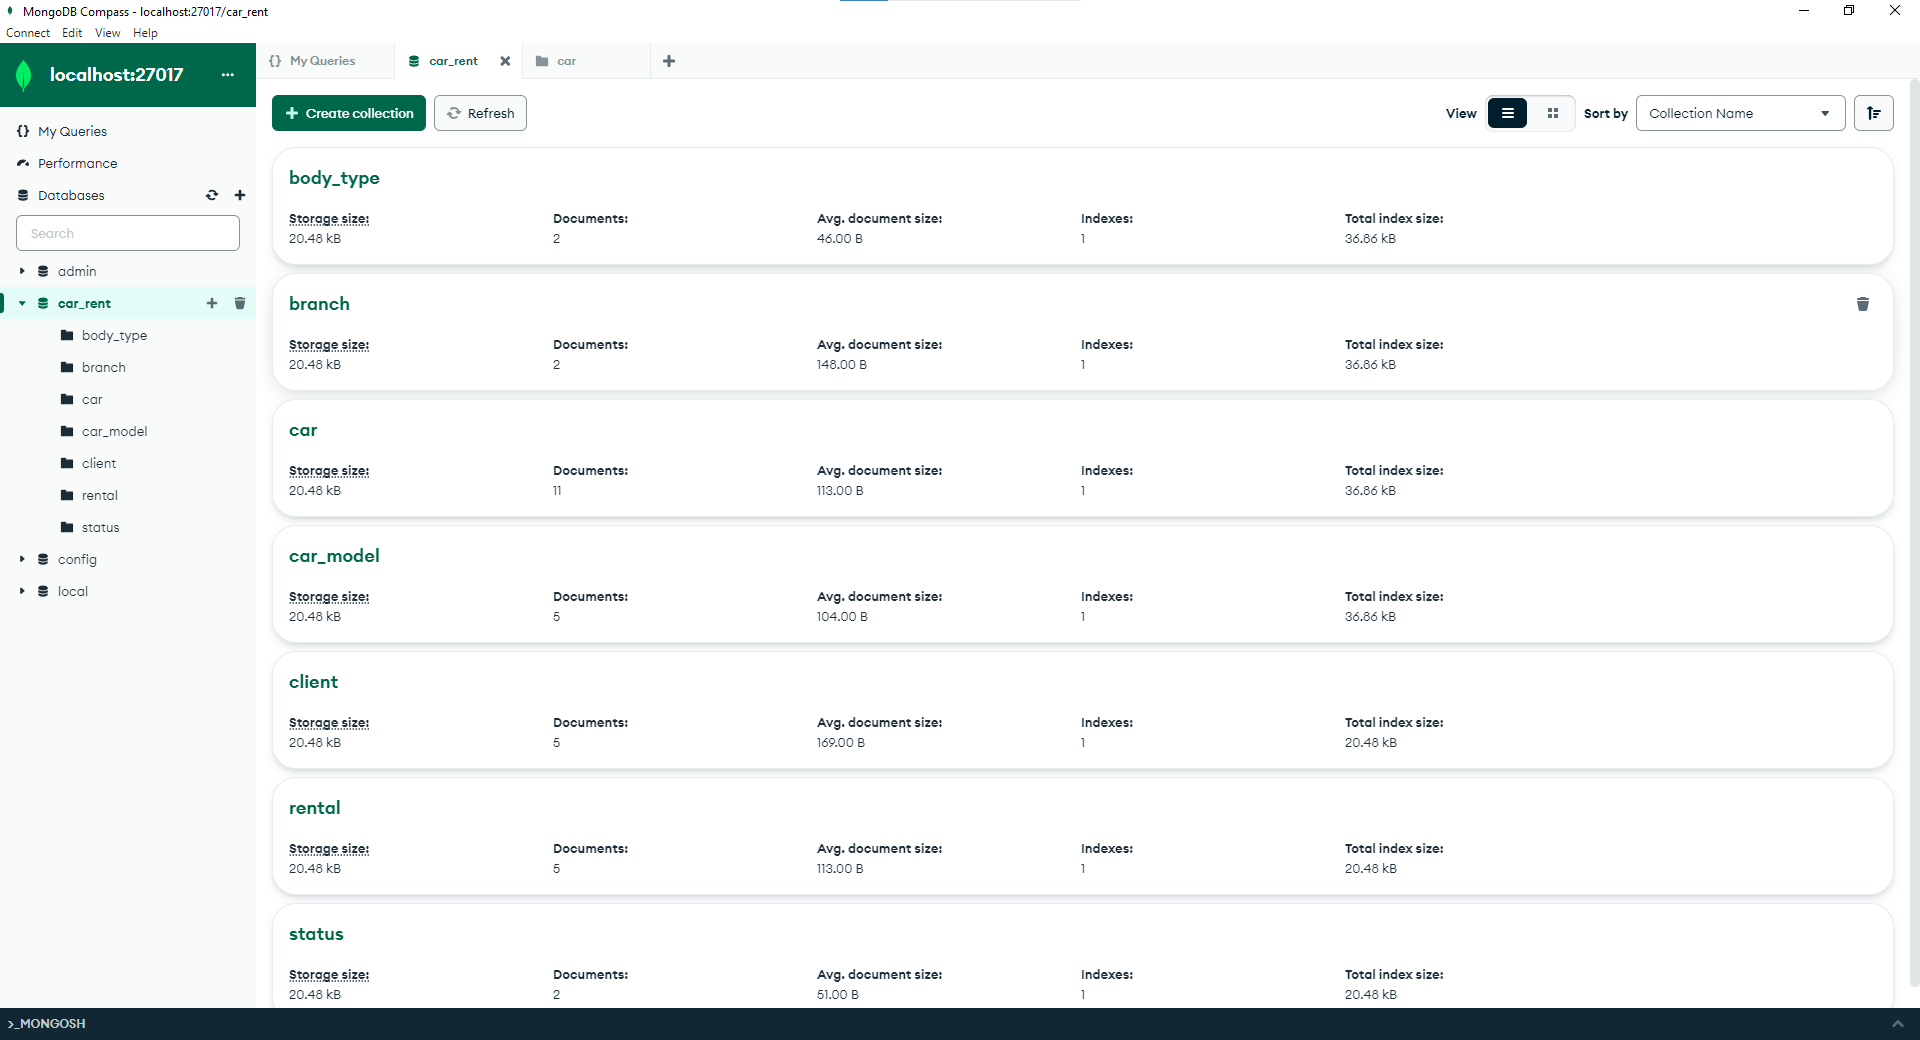 MongoDB Compass - localhost:27017/car_rent
Connect Edit View Help
localhost:27017 ...
{} My Queries
Performance
Databases
Search
admin
car_rent
body_type
branch
car
car_model
client
rental
status
config
local
{} My Queries car_rent car
Create collection Refresh View Sort by Collection Name
body_type
Storage size: Documents: Avg. document size: Indexes: Total index size:
20.48 kB 2 46.00 B 1 36.86 kB
branch
Storage size: Documents: Avg. document size: Indexes: Total index size:
20.48 kB 2 148.00 B 1 36.86 kB
car
Storage size: Documents: Avg. document size: Indexes: Total index size:
20.48 kB 11 113.00 B 1 36.86 kB
car_model
Storage size: Documents: Avg. document size: Indexes: Total index size:
20.48 kB 5 104.00 B 1 36.86 kB
client
Storage size: Documents: Avg. document size: Indexes: Total index size:
20.48 kB 5 169.00 B 1 20.48 kB
rental
Storage size: Documents: Avg. document size: Indexes: Total index size:
20.48 kB 5 113.00 B 1 20.48 kB
status
Storage size: Documents: Avg. document size: Indexes: Total index size:
20.48 kB 2 51.00 B 1 20.48 kB
>_MONGOSH